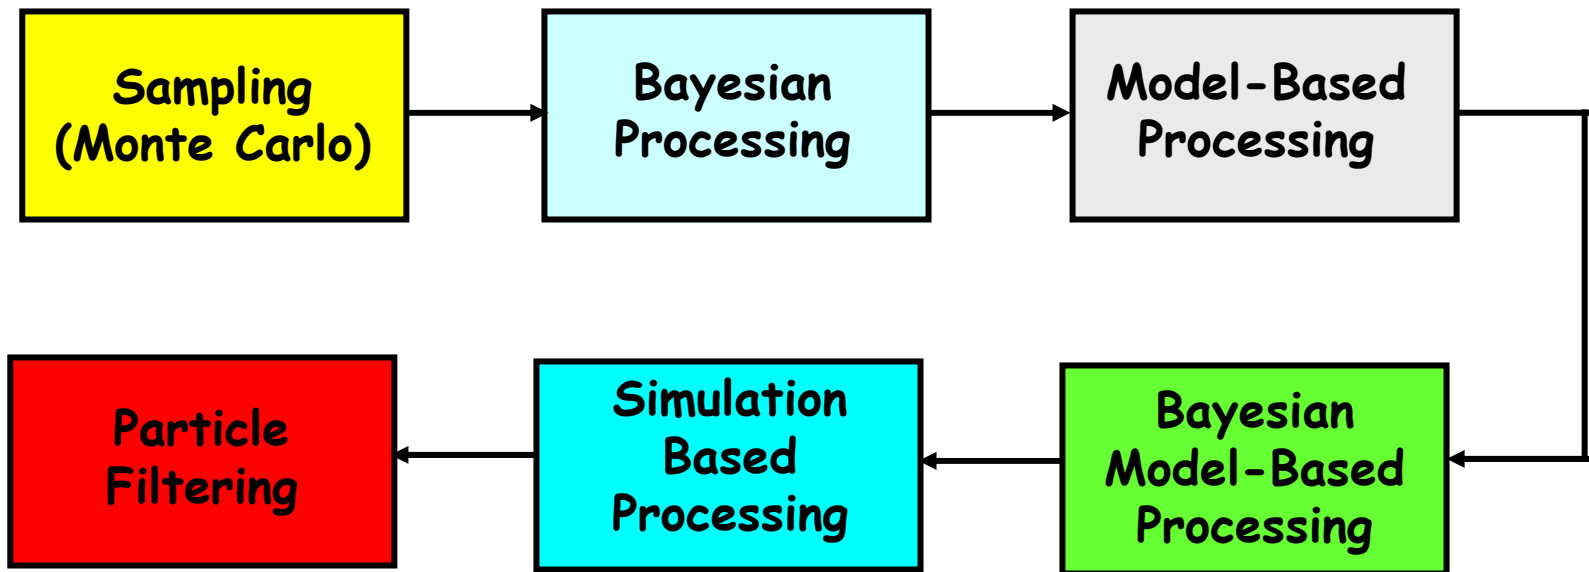 Sampling
(Monte Carlo)
Bayesian
Processing
Model-Based
Processing
Bayesian
Model-Based
Processing
Simulation
Based
Processing
Particle
Filtering